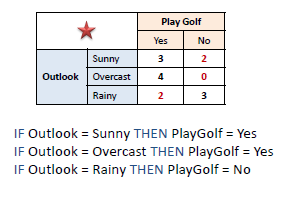 Play Golf
Yes No
Outlook Sunny 3 2
Overcast 4 0
Rainy 2 3
IF Outlook = Sunny THEN PlayGolf = Yes
IF Outlook = Overcast THEN PlayGolf = Yes
IF Outlook = Rainy THEN PlayGolf = No